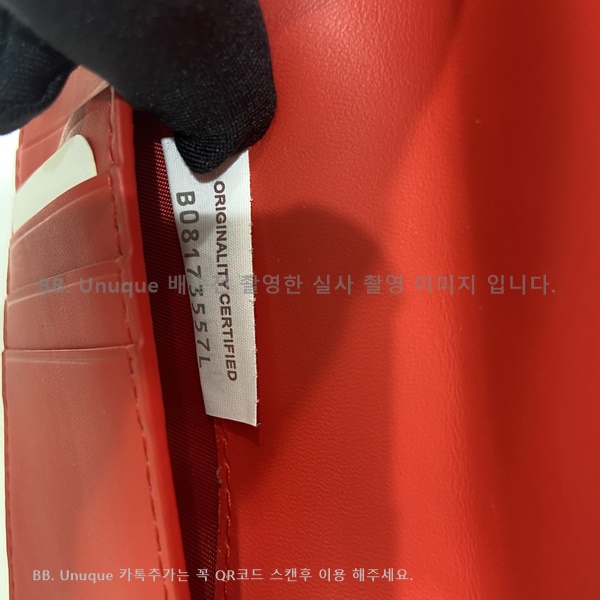 ORIGINALITY CERTIFIED
B08173557L
BB. Unuque 배 촬영한 실사 촬영 이미지 입니다.
BB. Unuque 카톡추가는 꼭 QR코드 스캔후 이용 해주세요.